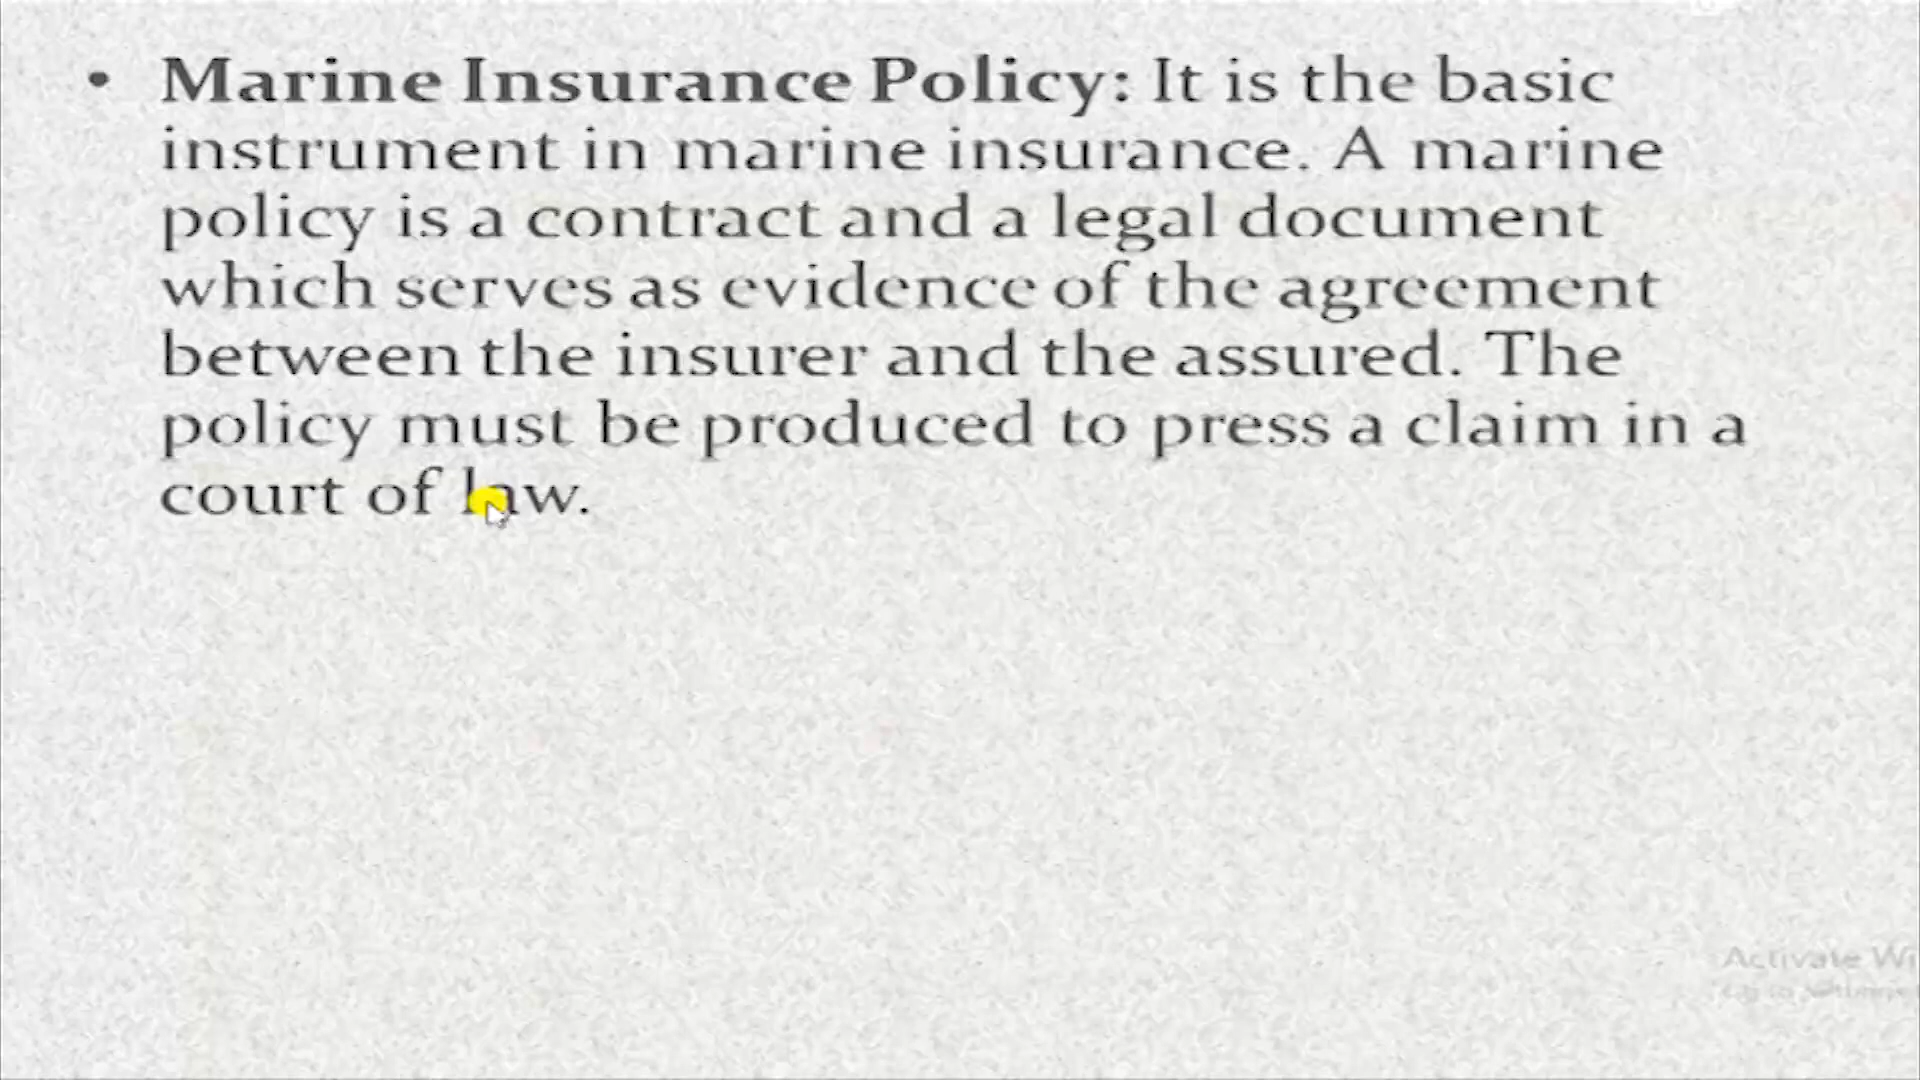 • Marine Insurance Policy: It is the basic
instrument in marine insurance. A marine
policy is a contract and a legal document
which serves as evidence of the agreement
between the insurer and the assured. The
policy must be produced to press a claim in a
court of law.
Activate Wi